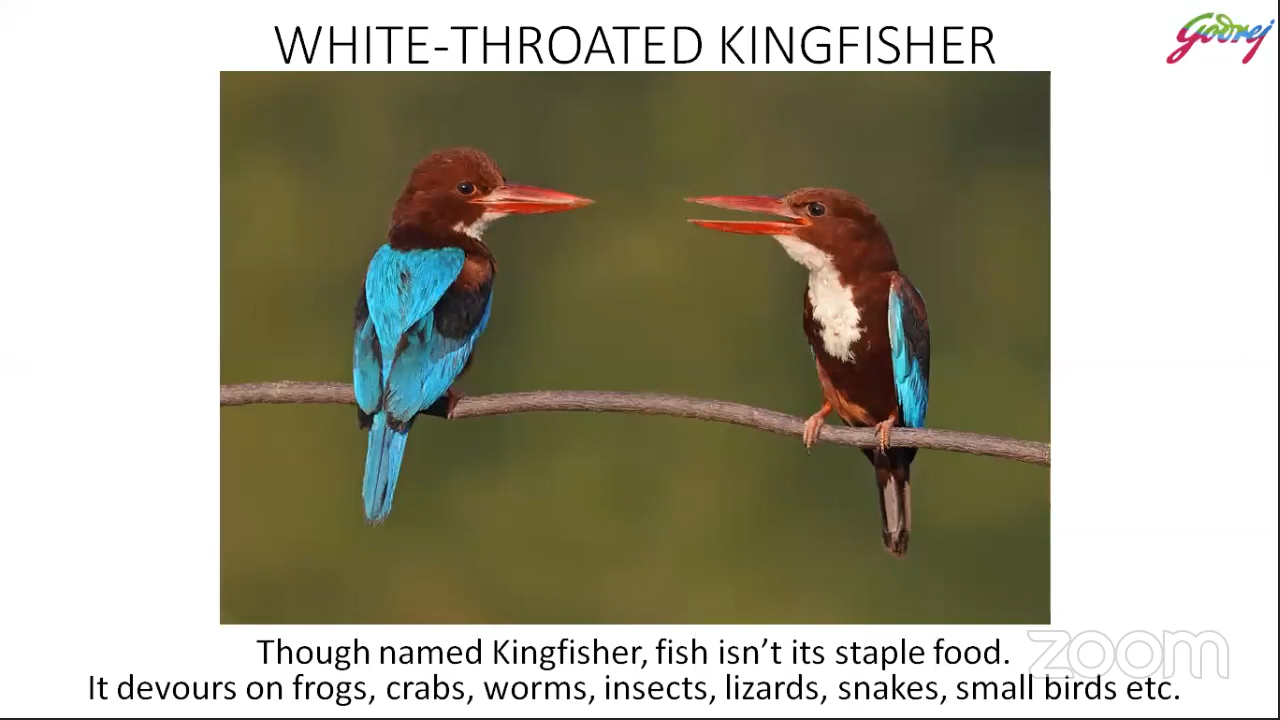 WHITE-THROATED KINGFISHER
Godrej
Though named Kingfisher, fish isn’t its staple food.
It devours on frogs, crabs, worms, insects, lizards, snakes, small birds etc.
zoom